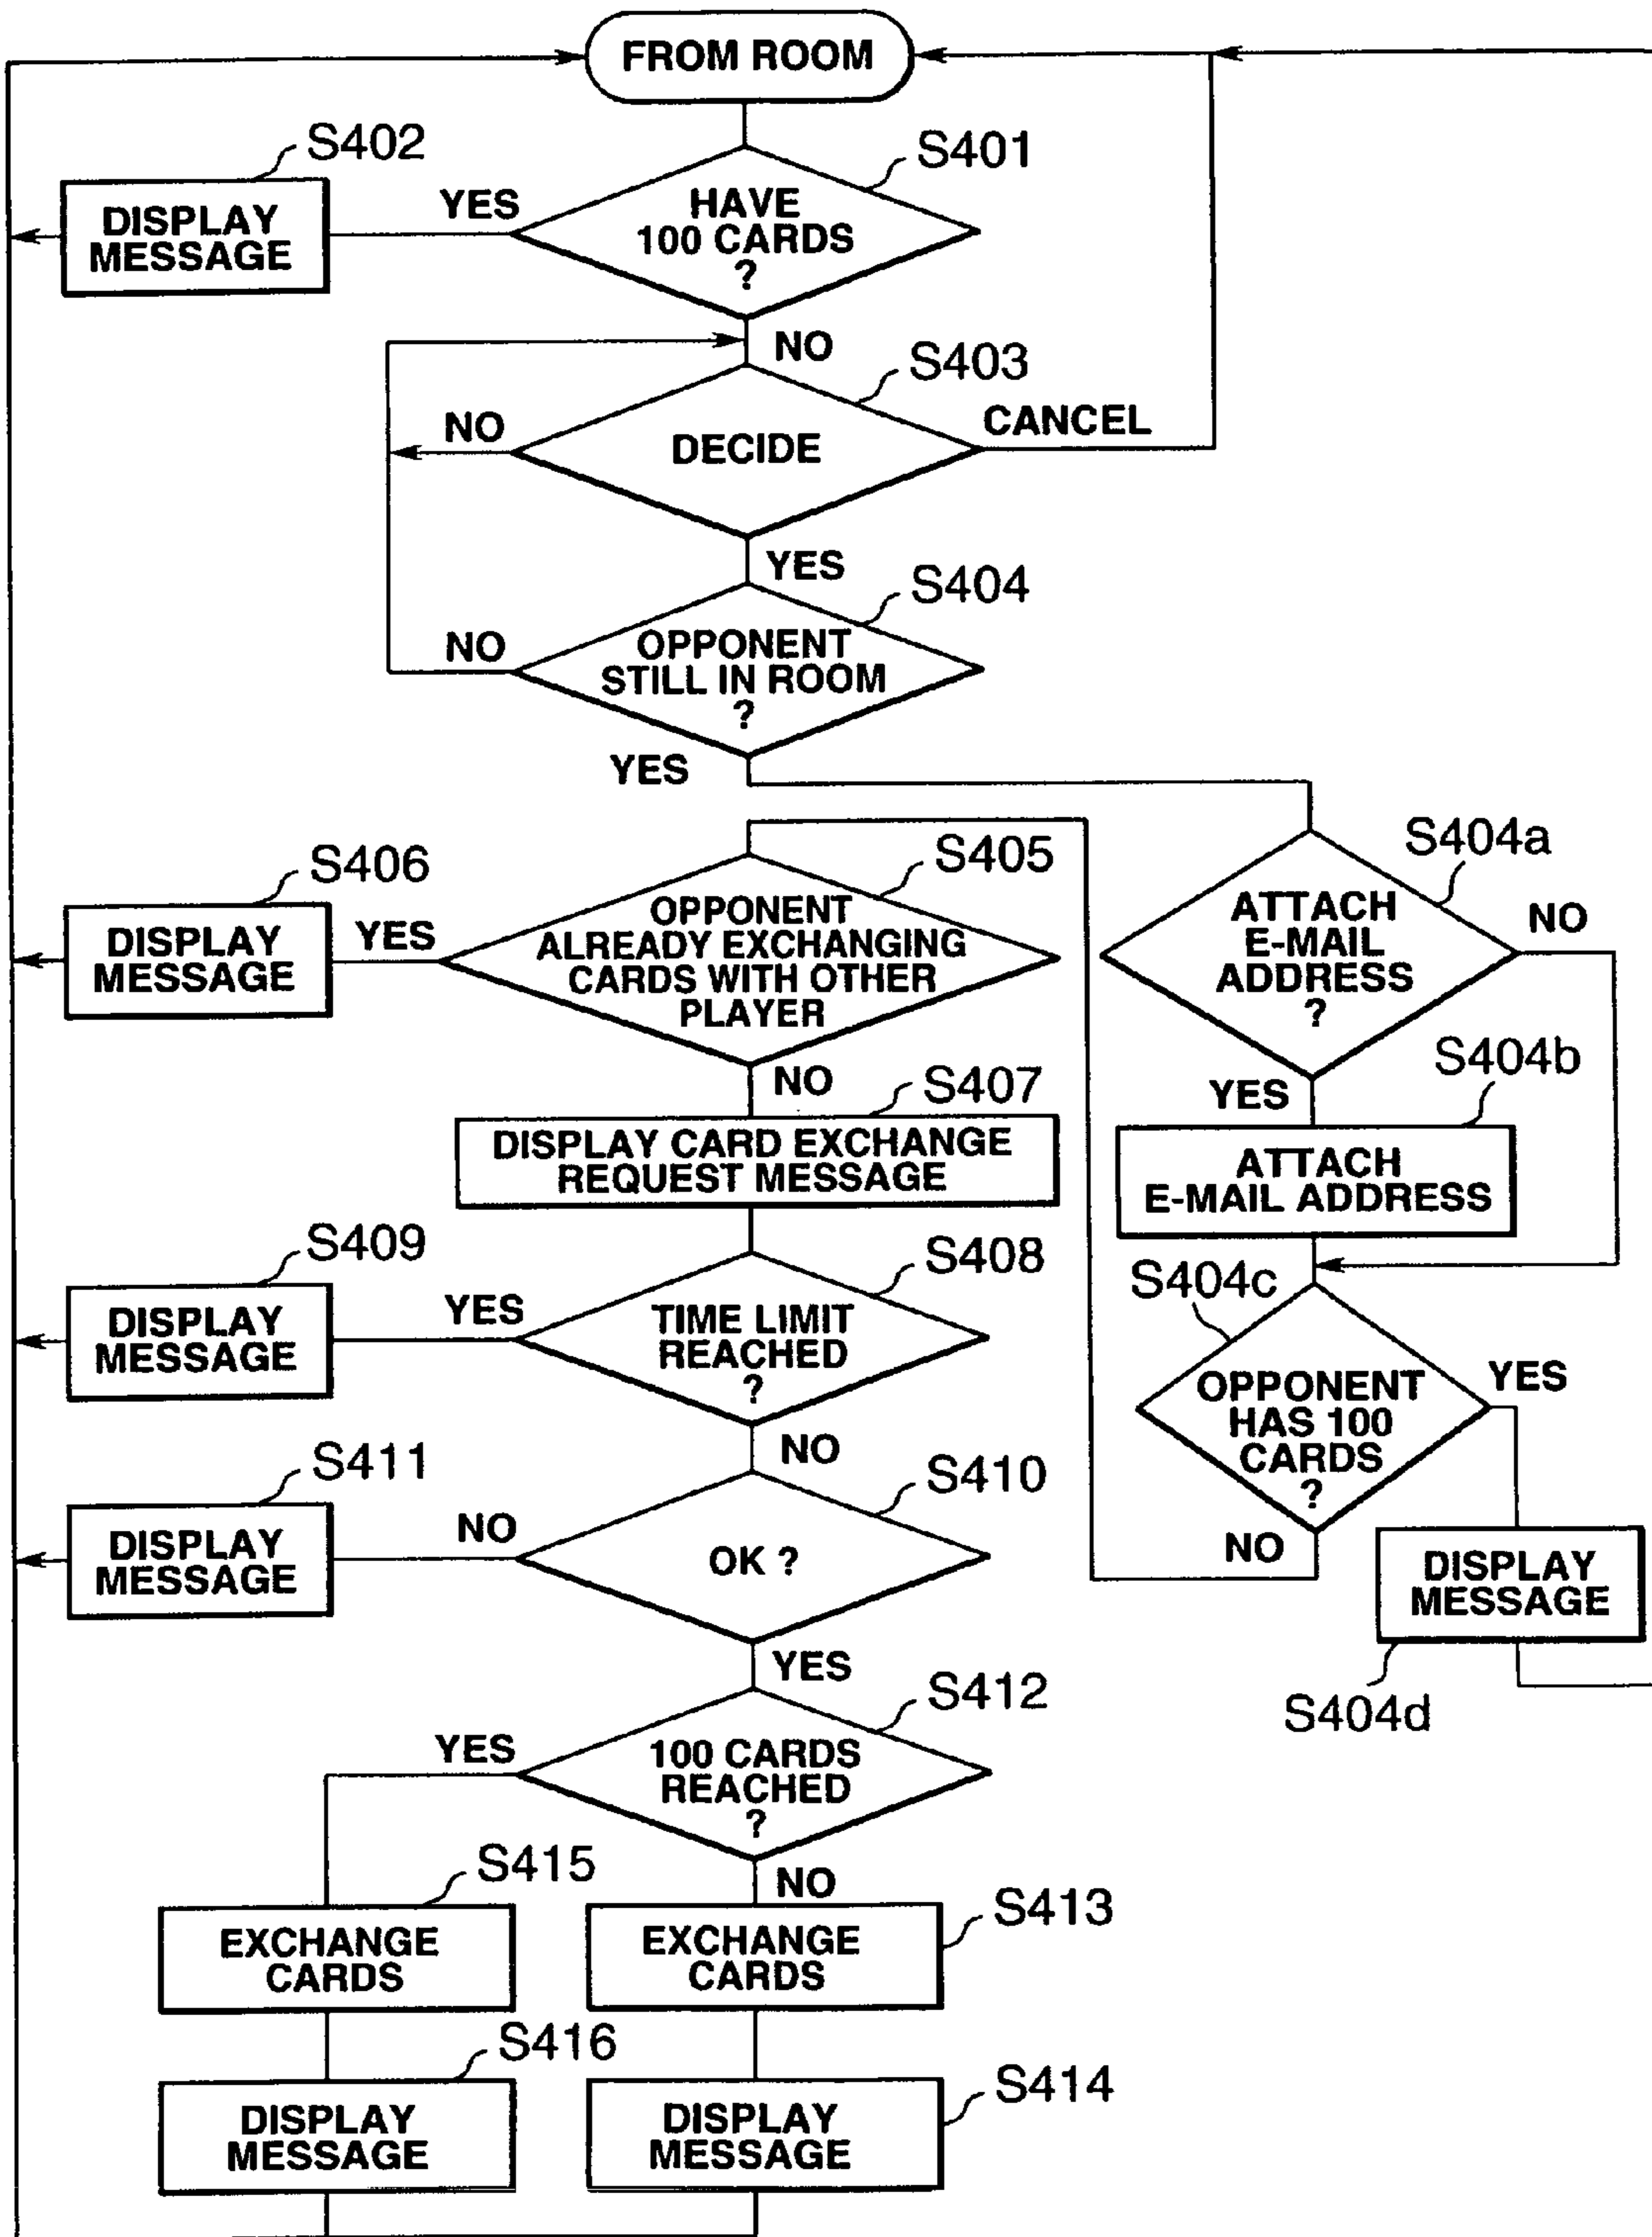 FROM ROOM
S402
S401
DISPLAY
MESSAGE
YES
HAVE
100 CARDS
?
NO
S403
NO
DECIDE
CANCEL
YES
S404
NO
OPPONENT
STILL IN ROOM
?
YES
S406
S405
S404a
DISPLAY
MESSAGE
YES
OPPONENT
ALREADY EXCHANGING
CARDS WITH OTHER
PLAYER
ATTACH
E-MAIL
ADDRESS
?
NO
NO
S407
YES
S404b
DISPLAY CARD EXCHANGE
REQUEST MESSAGE
ATTACH
E-MAIL ADDRESS
S409
S408
S404c
DISPLAY
MESSAGE
YES
TIME LIMIT
REACHED
?
OPPONENT
HAS 100
CARDS
?
YES
NO
S411
S410
DISPLAY
MESSAGE
NO
OK ?
NO
DISPLAY
MESSAGE
S404d
YES
S412
YES
100 CARDS
REACHED
?
S415
NO
S413
EXCHANGE
CARDS
EXCHANGE
CARDS
S416
S414
DISPLAY
MESSAGE
DISPLAY
MESSAGE